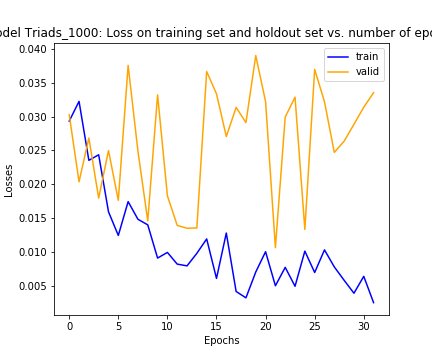 odel Triads_1000: Loss on training set and holdout set vs. number of epo
0.040
0.035
0.030
0.025
0.020
0.015
0.010
0.005
Losses
train
valid
0 5 10 15 20 25 30
Epochs